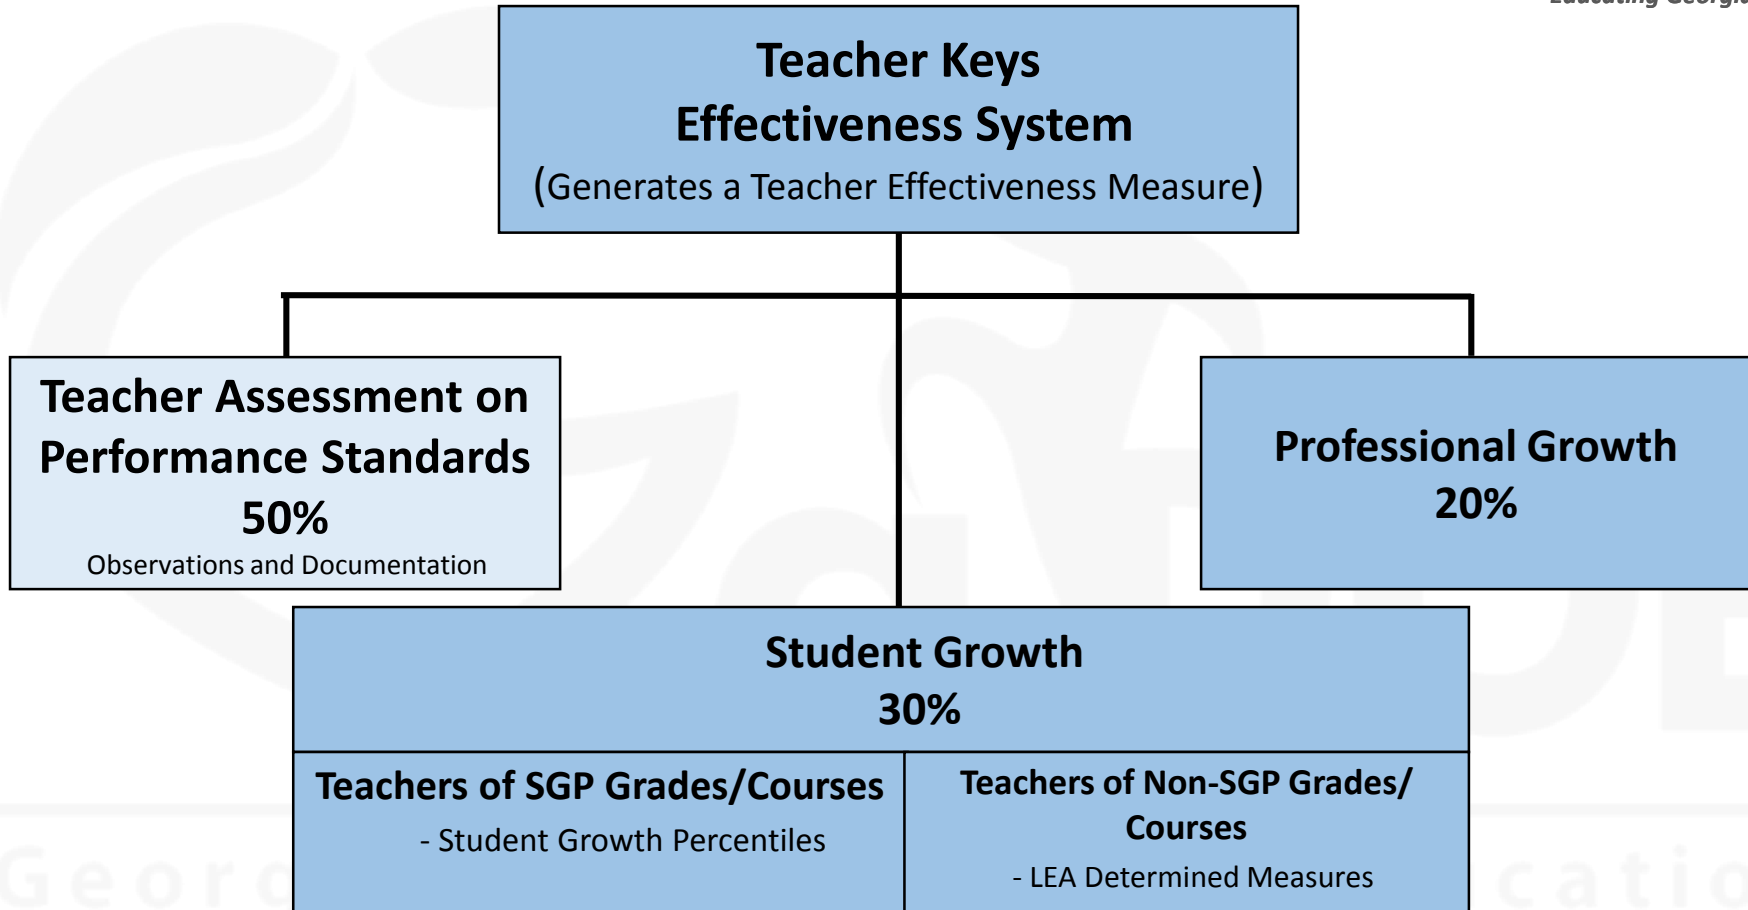 Educating Georgia
Teacher Keys
Effectiveness System
(Generates a Teacher Effectiveness Measure)
Teacher Assessment on
Performance Standards
50%
Observations and Documentation
Professional Growth
20%
Student Growth
30%
Teachers of SGP Grades/Courses
- Student Growth Percentiles
Teachers of Non-SGP Grades/
Courses
- LEA Determined Measures